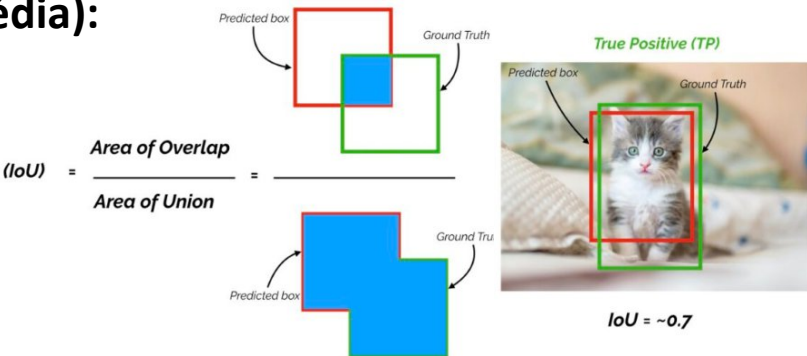 édia):
Predicted box
Ground Truth
(IoU) = Area of Overlap
Area of Union =
Predicted box
Ground Tru
True Positive (TP)
Predicted box
Ground Truth
IoU = ~0.7